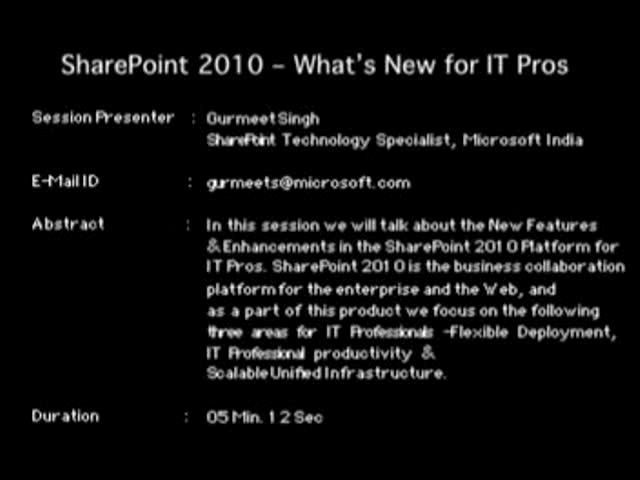 SharePoint 2010 – What's New for IT Pros
Session Presenter : Gurmeet Singh
SharePoint Technology Specialist, Microsoft India
E-Mail ID : gurmeets@microsoft.com
Abstract : In this session we will talk about the New Features
& Enhancements in the SharePoint 2010 Platform for
IT Pros. SharePoint 2010 is the business collaboration
platform for the enterprise and the Web, and
as a part of this product we focus on the following
three areas for IT Professionals -Flexible Deployment,
IT Professional productivity &
Scalable Unified Infrastructure.
Duration : 05 Min. 12 Sec